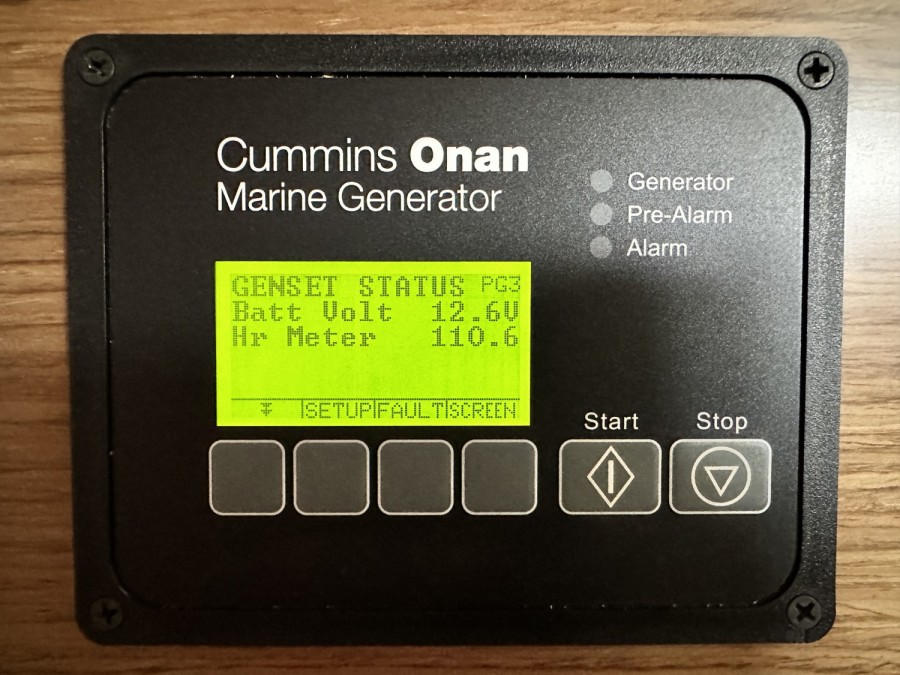 Cummins Onan
Marine Generator
Generator
Pre-Alarm
Alarm
GENSET STATUS PG3
Batt Volt 12.6V
Hr Meter 110.6
SETUP FAULT SCREEN
Start Stop